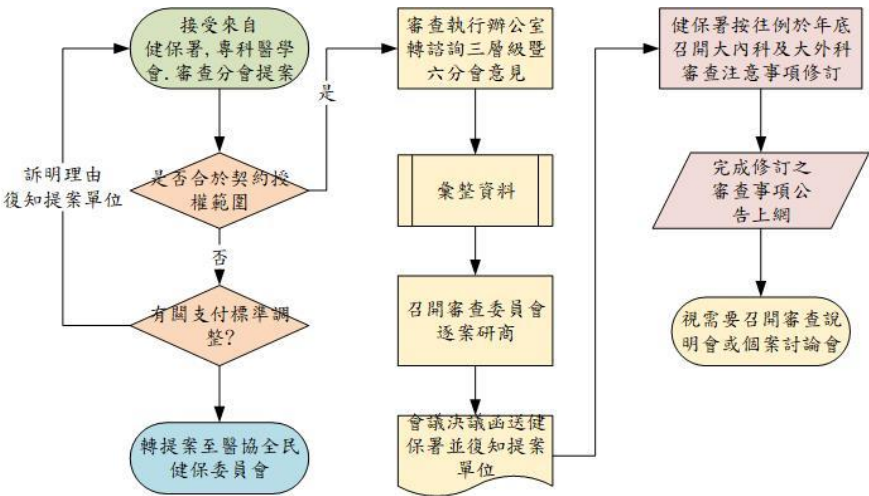 接受來自
健保署, 專科醫學
會. 審查分會提案
是否合於契約授
權範圍
是
否
訴明理由
復知提案單位
有關支付標準調
整?
轉提案至醫協全民
健保委員會
審查執行辦公室
轉諮詢三層級暨
六分會意見
彙整資料
召開審查委員會
逐案研商
會議決議函送健
保署並復知提案
單位
健保署按往例於年底
召開大內科及大外科
審查注意事項修訂
完成修訂之
審查事項公
告上網
視需要召開審查說
明會或個案討論會